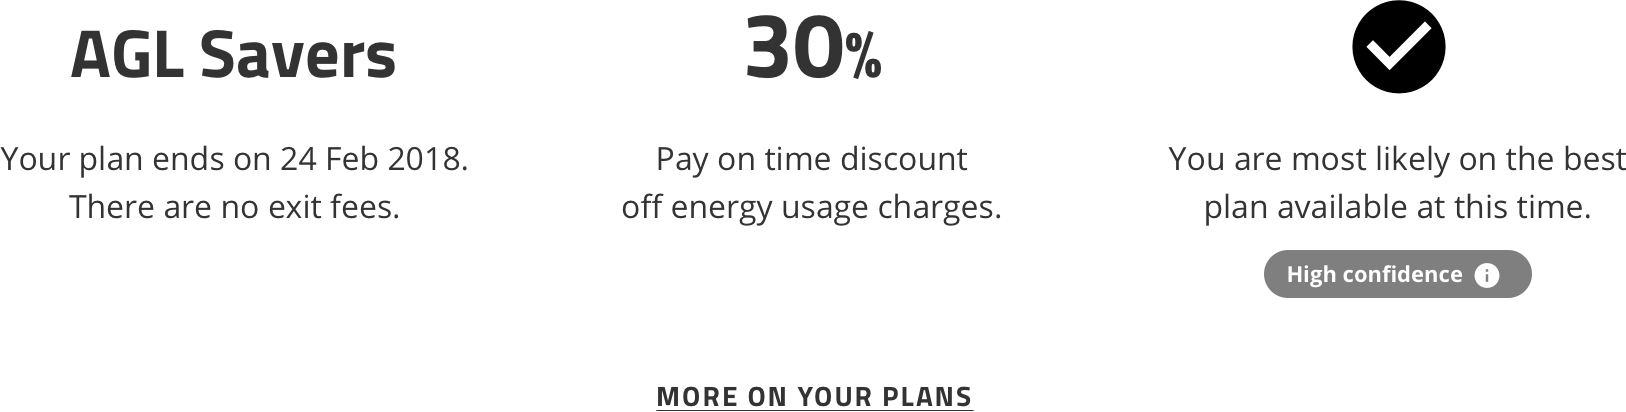 AGL Savers
Your plan ends on 24 Feb 2018.
There are no exit fees.
30%
Pay on time discount
off energy usage charges.
You are most likely on the best
plan available at this time.
High confidence i
MORE ON YOUR PLANS